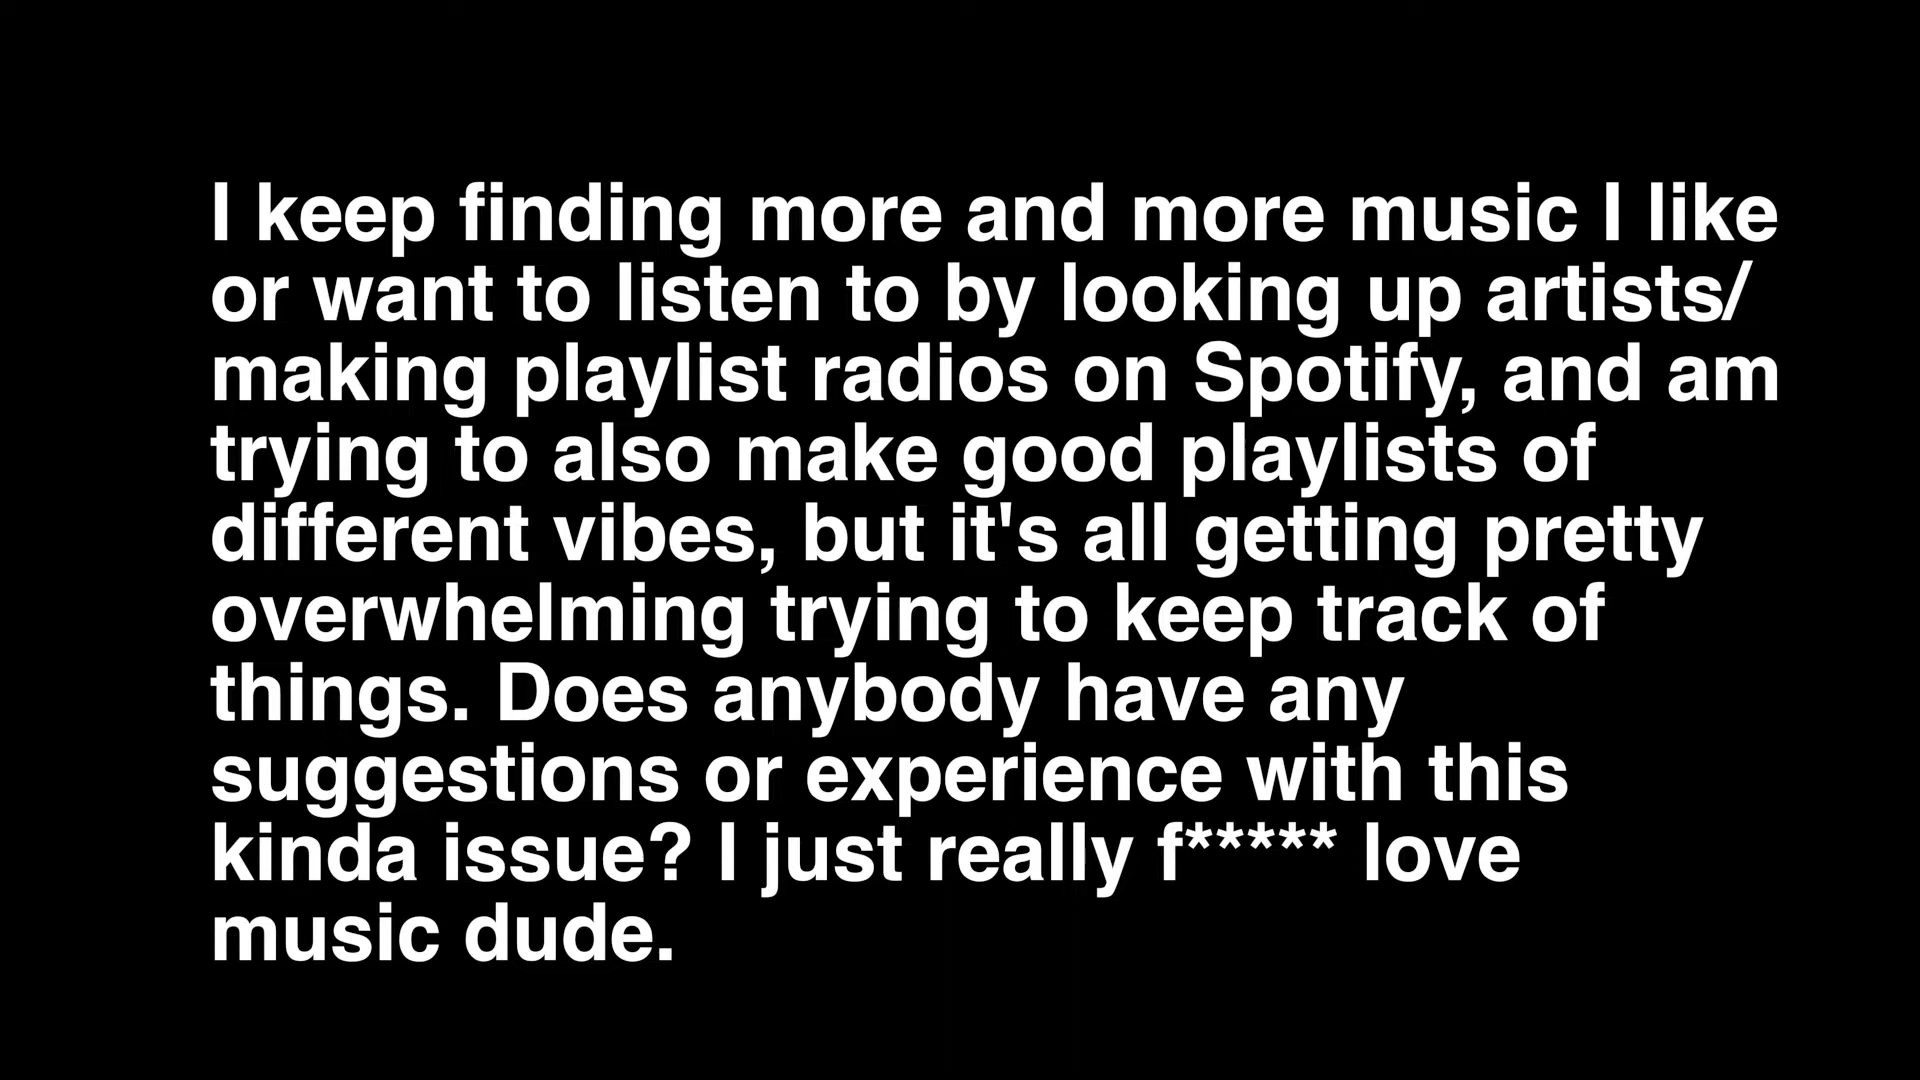 I keep finding more and more music I like
or want to listen to by looking up artists/
making playlist radios on Spotify, and am
trying to also make good playlists of
different vibes, but it's all getting pretty
overwhelming trying to keep track of
things. Does anybody have any
suggestions or experience with this
kinda issue? I just really f***** love
music dude.